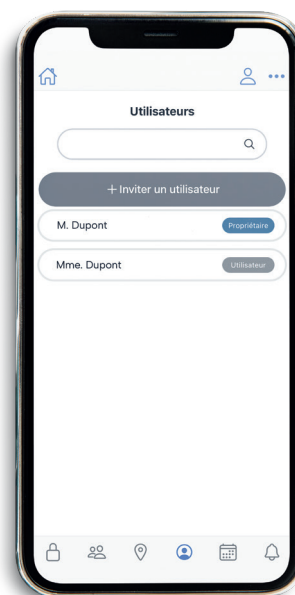 Utilisateurs
+ Inviter un utilisateur
M. Dupont
Propriétaire
Mme. Dupont
Utilisateur